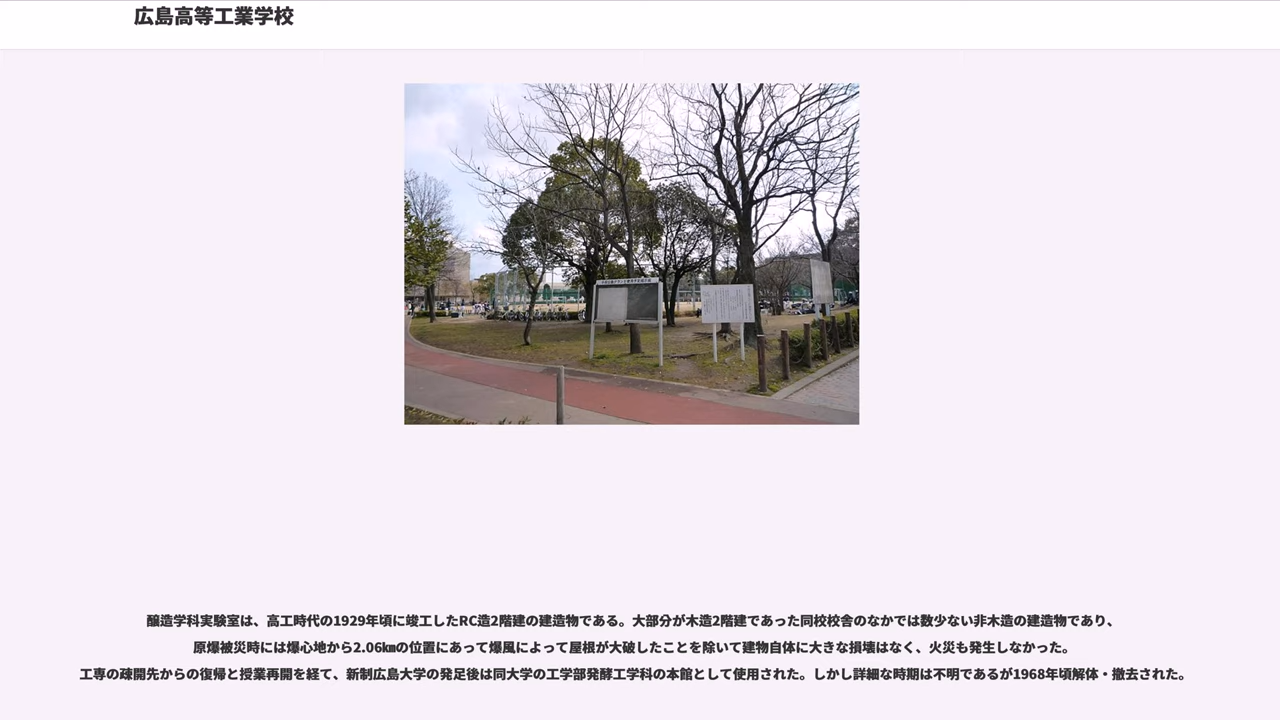 広島高等工業学校
醸造学科実験室は、高工時代の1929年頃に竣工したRC造2階建の建造物である。大部分が木造2階建であった同校校舎のなかでは数少ない非木造の建造物であり、
原爆被災時には爆心地から2.06㎞の位置にあって爆風によって屋根が大破したことを除いて建物自体に大きな損壊はなく、火災も発生しなかった。
工専の疎開先からの復帰と授業再開を経て、新制広島大学の発足後は同大学の工学部発酵工学科の本館として使用された。しかし詳細な時期は不明であるが1968年頃解体・撤去された。